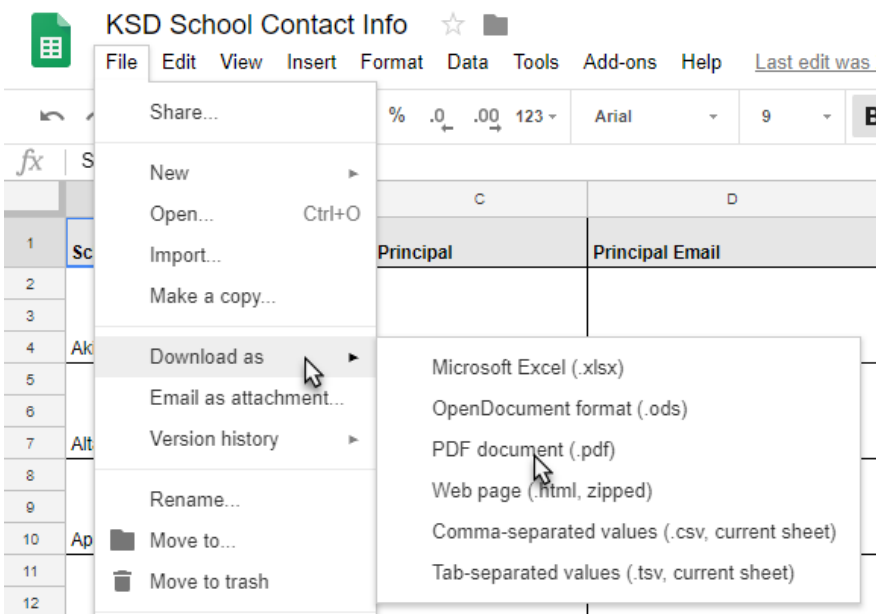 KSD School Contact Info
File Edit View Insert Format Data Tools Add-ons Help Last edit was
Share...
% .0 .00 123 Arial 9 B
fx S
New
C D
Open... Ctrl+O
1 Sc Principal Principal Email
Import...
2
Make a copy...
3
4 Ak
Download as
Microsoft Excel (.xlsx)
5
Email as attachment...
OpenDocument format (.ods)
6
Version history
7 Alt
PDF document (.pdf)
8
Web page (.html, zipped)
9
Rename...
10 Ap
Move to...
Comma-separated values (.csv, current sheet)
11
Move to trash
Tab-separated values (.tsv, current sheet)
12